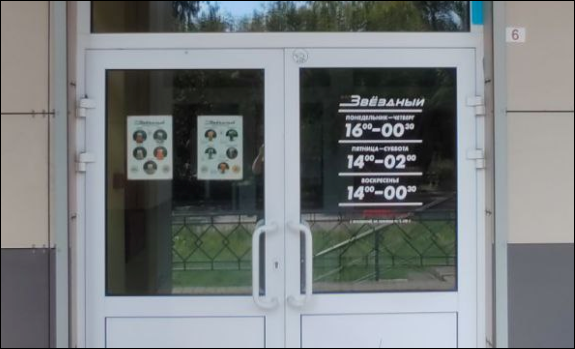 6
Звёздный
ПОНЕДЕЛЬНИК–ЧЕТВЕРГ
16⁰⁰–00³⁰
ПЯТНИЦА–СУББОТА
14⁰⁰–02⁰⁰
ВОСКРЕСЕНЬЕ
14⁰⁰–00³⁰